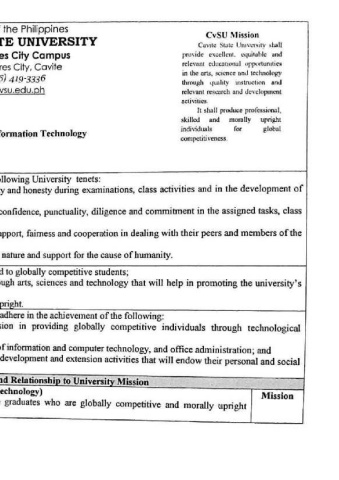 the Philippines
TE UNIVERSITY
es City Campus
res City, Cavite
6) 419-3336
vsu.edu.ph
CvSU Mission
Cavite State University shall
provide excellent, equitable and
relevant educational opportunities
in the arts, science and technology
through quality instruction and
relevant research and development
activities.
It shall produce professional,
skilled and morally upright
individuals for global
competitiveness.
formation Technology
llowing University tenets:
y and honesty during examinations, class activities and in the development of
confidence, punctuality, diligence and commitment in the assigned tasks, class
upport, fairness and cooperation in dealing with their peers and members of the
nature and support for the cause of humanity.
d to globally competitive students;
ugh arts, sciences and technology that will help in promoting the university's
pright.
adhere in the achievement of the following:
sion in providing globally competitive individuals through technological
of information and computer technology, and office administration; and
development and extension activities that will endow their personal and social
nd Relationship to University Mission
echnology) Mission
graduates who are globally competitive and morally upright